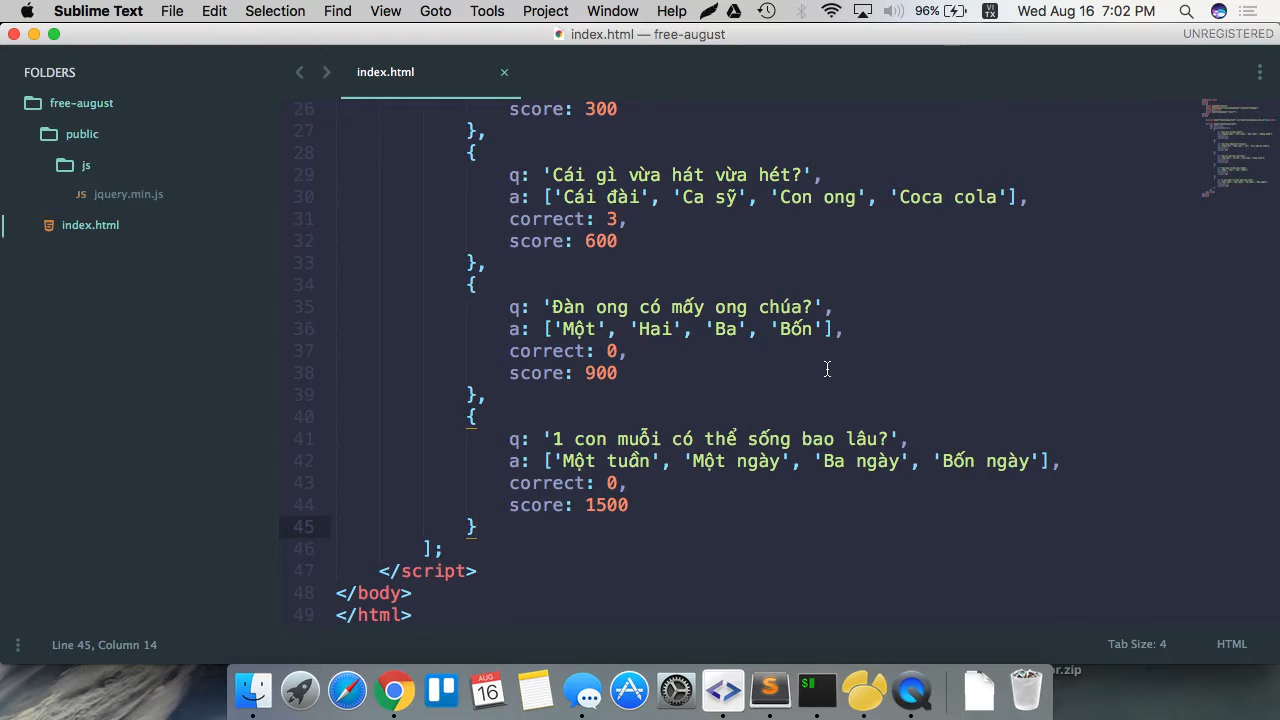 Sublime Text File Edit Selection Find View Goto Tools Project Window Help 96% VI TX Wed Aug 16 7:02 PM
index.html — free-august UNREGISTERED
FOLDERS
free-august
public
js
jquery.min.js
index.html
index.html ×
26 score: 300
27 },
28 {
29 q: 'Cái gì vừa hát vừa hét?',
30 a: ['Cái đài', 'Ca sỹ', 'Con ong', 'Coca cola'],
31 correct: 3,
32 score: 600
33 },
34 {
35 q: 'Đàn ong có mấy ong chúa?',
36 a: ['Một', 'Hai', 'Ba', 'Bốn'],
37 correct: 0,
38 score: 900
39 },
40 {
41 q: '1 con muỗi có thể sống bao lâu?',
42 a: ['Một tuần', 'Một ngày', 'Ba ngày', 'Bốn ngày'],
43 correct: 0,
44 score: 1500
45 }
46 ];
47 </script>
48 </body>
49 </html>
Line 45, Column 14 Tab Size: 4 HTML
or.zip
AUG
16